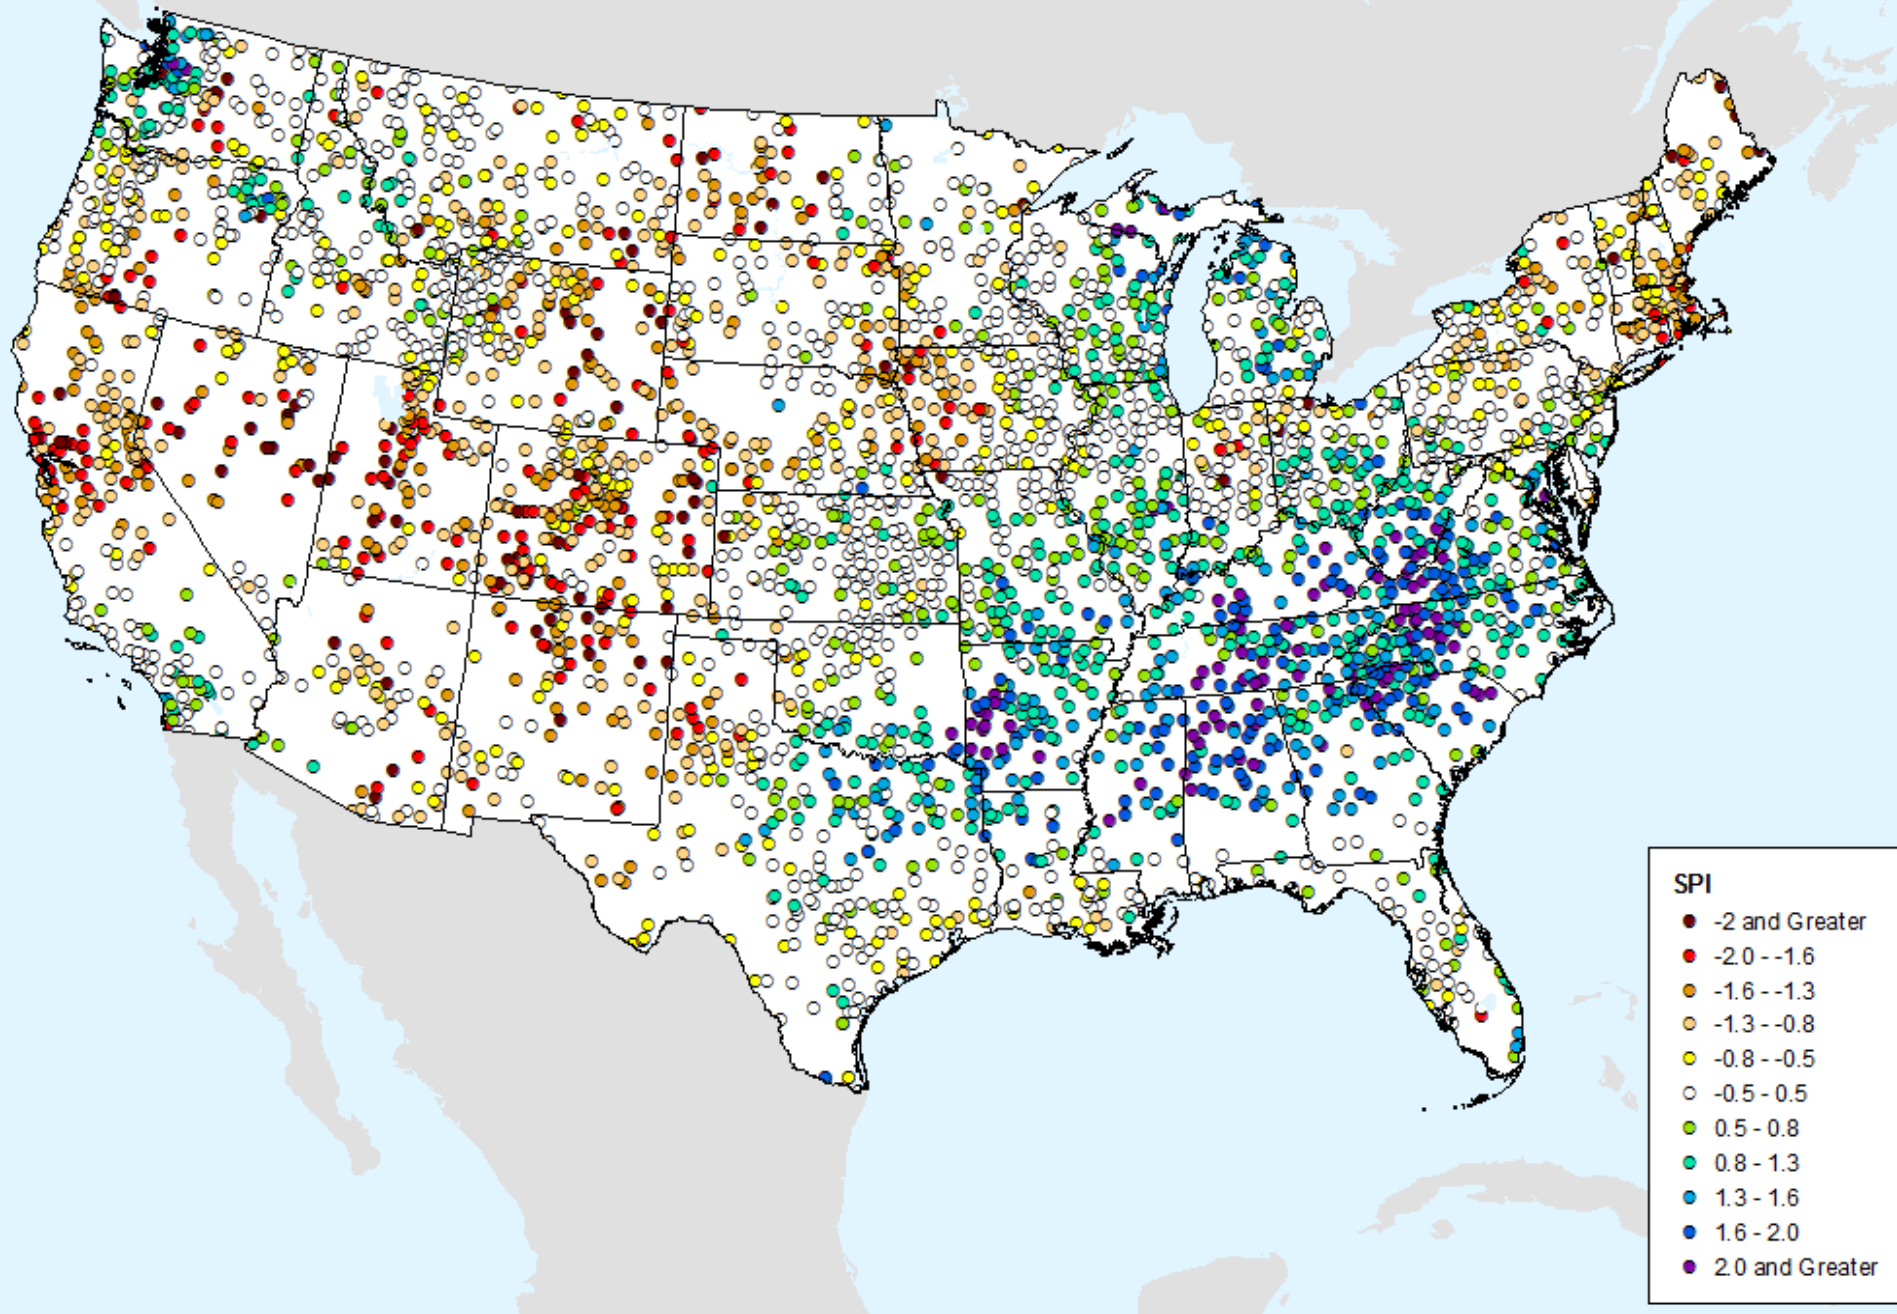 SPI
-2 and Greater
-2.0 - -1.6
-1.6 - -1.3
-1.3 - -0.8
-0.8 - -0.5
-0.5 - 0.5
0.5 - 0.8
0.8 - 1.3
1.3 - 1.6
1.6 - 2.0
2.0 and Greater